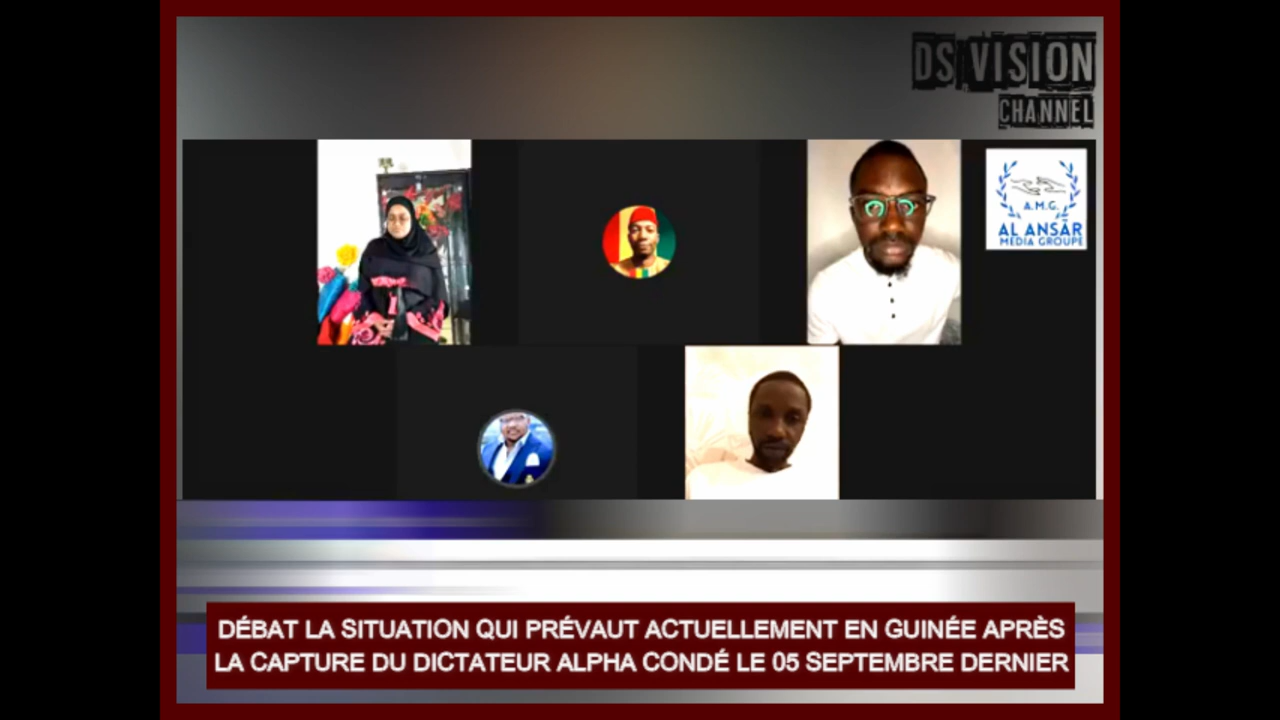 DS VISION
CHANNEL
A.M.G.
AL ANSĀR
MEDIA GROUPE
DÉBAT LA SITUATION QUI PRÉVAUT ACTUELLEMENT EN GUINÉE APRÈS
LA CAPTURE DU DICTATEUR ALPHA CONDÉ LE 05 SEPTEMBRE DERNIER